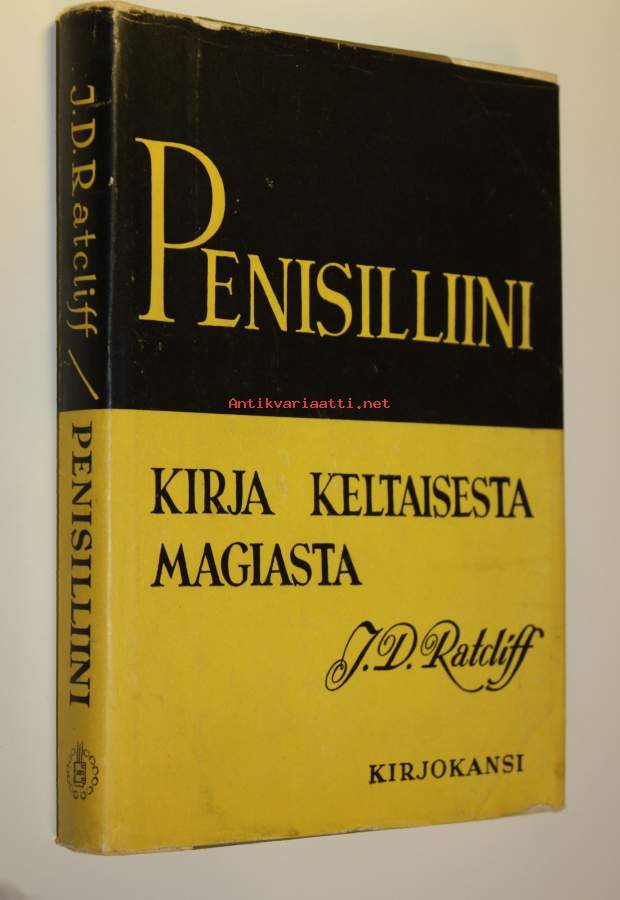 J.D.Ratcliff / PENISILLIINI
PENISILLIINI
Antikvariaatti.net
KIRJA KELTAISESTA
MAGIASTA
J.D. Ratcliff
KIRJOKANSI